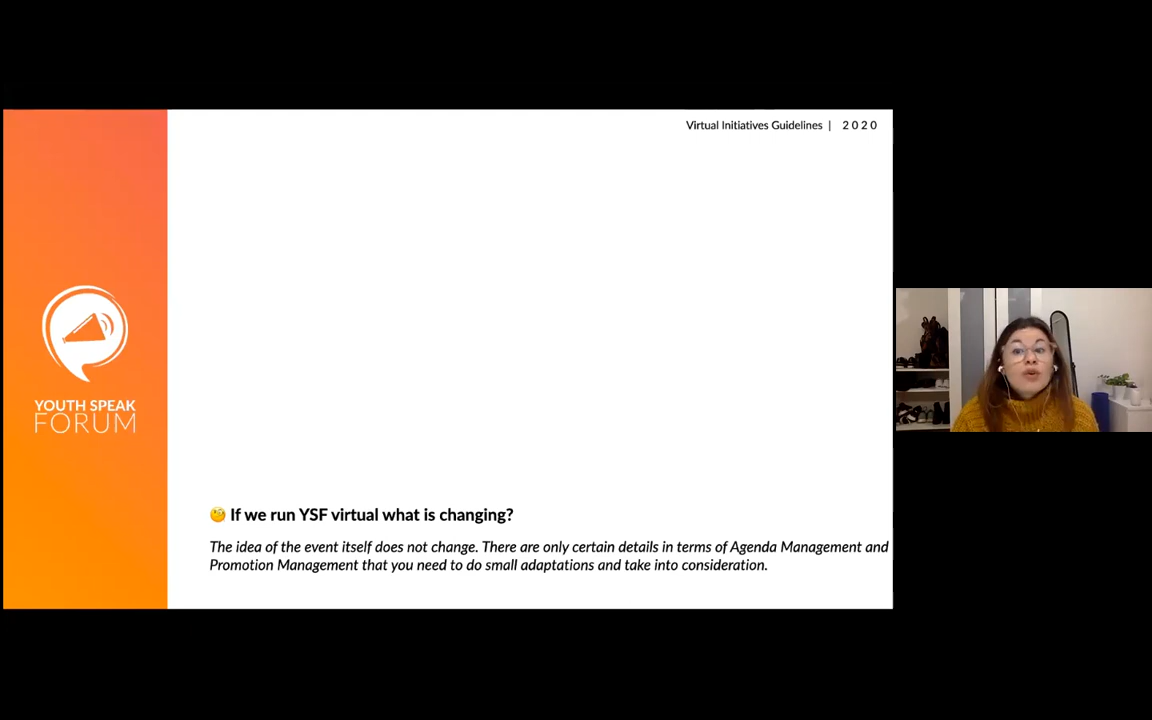 Virtual Initiatives Guidelines | 2020
YOUTH SPEAK
FORUM
🧐 If we run YSF virtual what is changing?
The idea of the event itself does not change. There are only certain details in terms of Agenda Management and
Promotion Management that you need to do small adaptations and take into consideration.